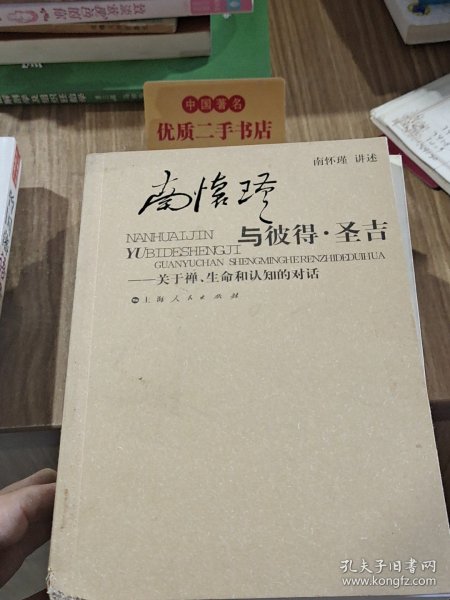 中国著名
优质二手书店
南怀瑾 讲述
南懷瑾
NANHUAIJIN
与彼得·圣吉
YUBIDESHENGJI
GUANYUCHAN SHENGMINGHERENZHIDEDUIHUA
——关于禅、生命和认知的对话
上海人民出版社
孔夫子旧书网
www.kongfz.com